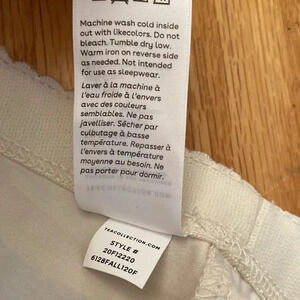 Machine wash cold inside
out with likecolors. Do not
bleach. Tumble dry low.
Warm iron on reverse side
as needed. Not intended
for use as sleepwear.
Laver à la machine à
l'eau froide à l'envers
avec des couleurs
semblables. Ne pas
javelliser. Sécher par
culbutage à basse
température. Repasser à
l'envers à température
moyenne au besoin. Ne
pas porter pour dormir.
TEACOLLECTION.COM
STYLE #
20F12220
6128FALL120F